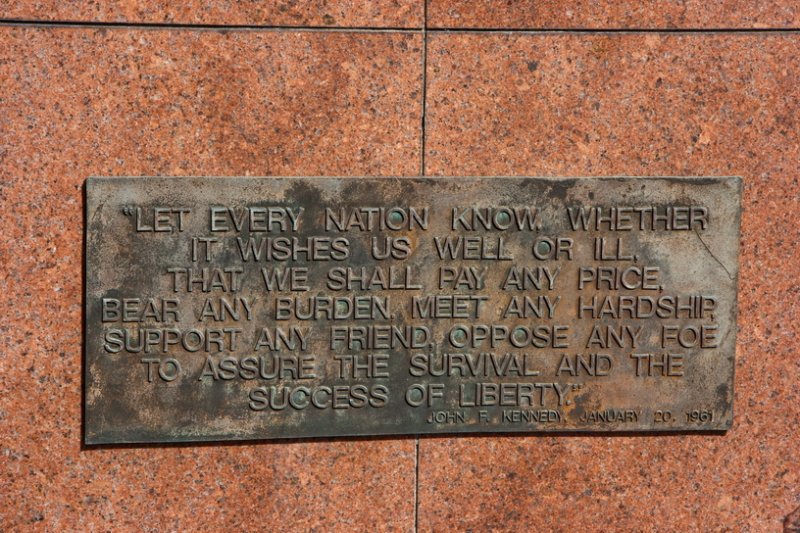 "LET EVERY NATION KNOW, WHETHER
IT WISHES US WELL OR ILL,
THAT WE SHALL PAY ANY PRICE,
BEAR ANY BURDEN, MEET ANY HARDSHIP,
SUPPORT ANY FRIEND, OPPOSE ANY FOE
TO ASSURE THE SURVIVAL AND THE
SUCCESS OF LIBERTY."
JOHN F. KENNEDY, JANUARY 20, 1961